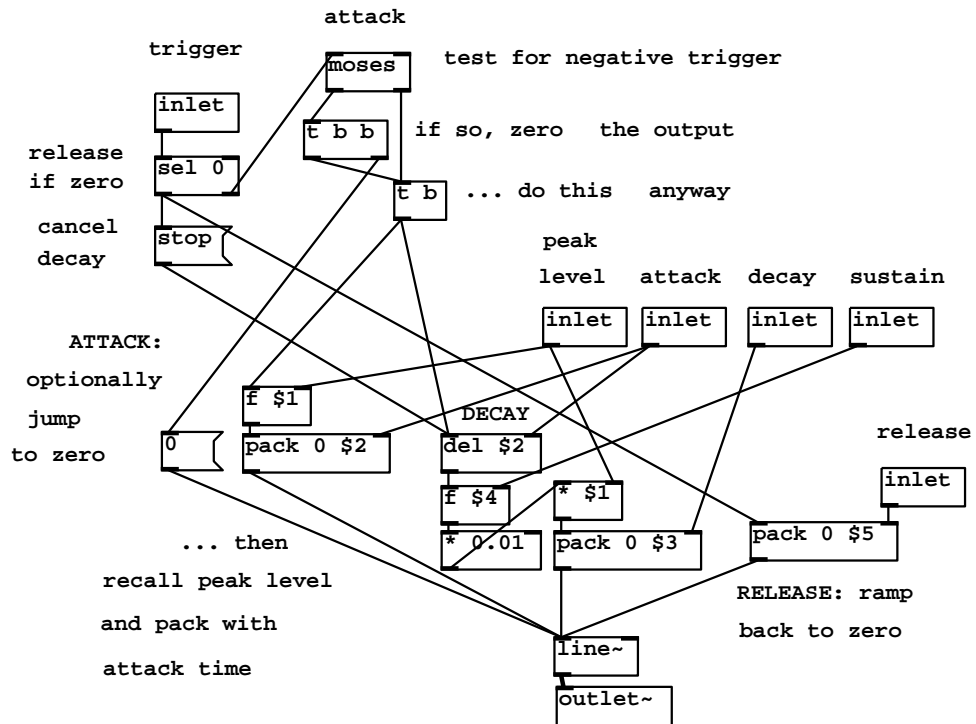 attack
trigger
moses
test for negative trigger
inlet
t b b
if so, zero the output
release
if zero
sel 0
t b
... do this anyway
cancel
decay
stop
peak
level
attack
decay
sustain
inlet
inlet
inlet
inlet
ATTACK:
optionally
jump
to zero
f $1
DECAY
0
pack 0 $2
del $2
release
f $4
* $1
inlet
* 0.01
pack 0 $3
pack 0 $5
... then
recall peak level
and pack with
attack time
RELEASE: ramp
back to zero
line~
outlet~